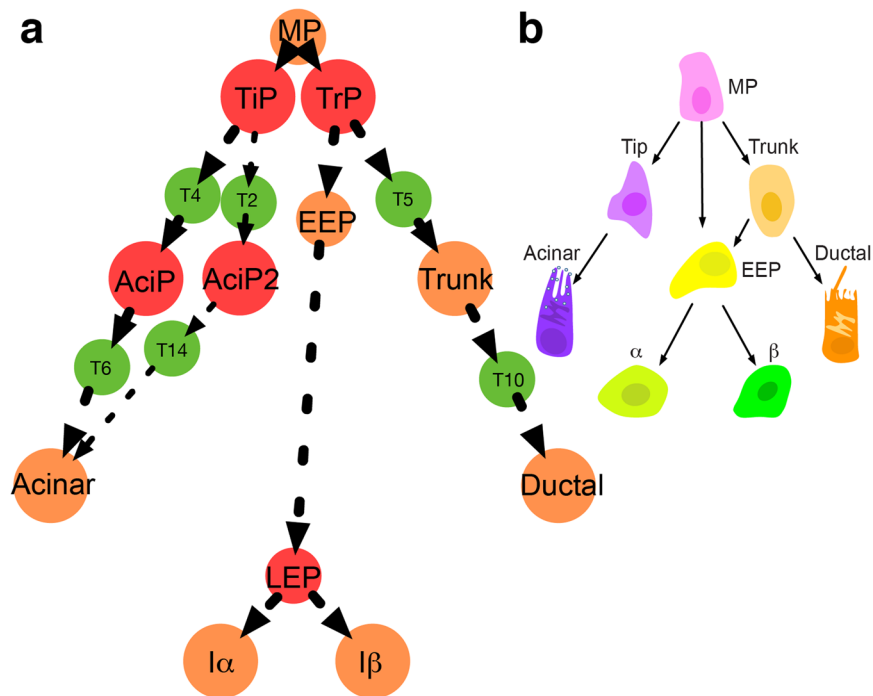 a
MP
TiP
TrP
T4
T2
T5
EEP
AciP
AciP2
Trunk
T6
T14
T10
Acinar
Ductal
LEP
Iα
Iβ
b
MP
Tip
Trunk
Acinar
EEP
Ductal
α
β